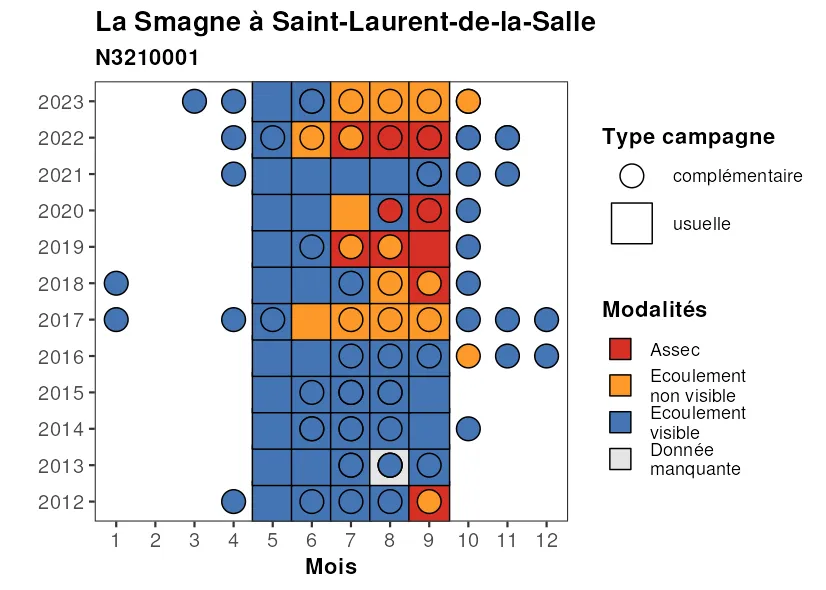 La Smagne à Saint-Laurent-de-la-Salle
N3210001
2023
2022
2021
2020
2019
2018
2017
2016
2015
2014
2013
2012
1 2 3 4 5 6 7 8 9 10 11 12
Mois
Type campagne
complémentaire
usuelle
Modalités
Assec
Ecoulement
non visible
Ecoulement
visible
Donnée
manquante